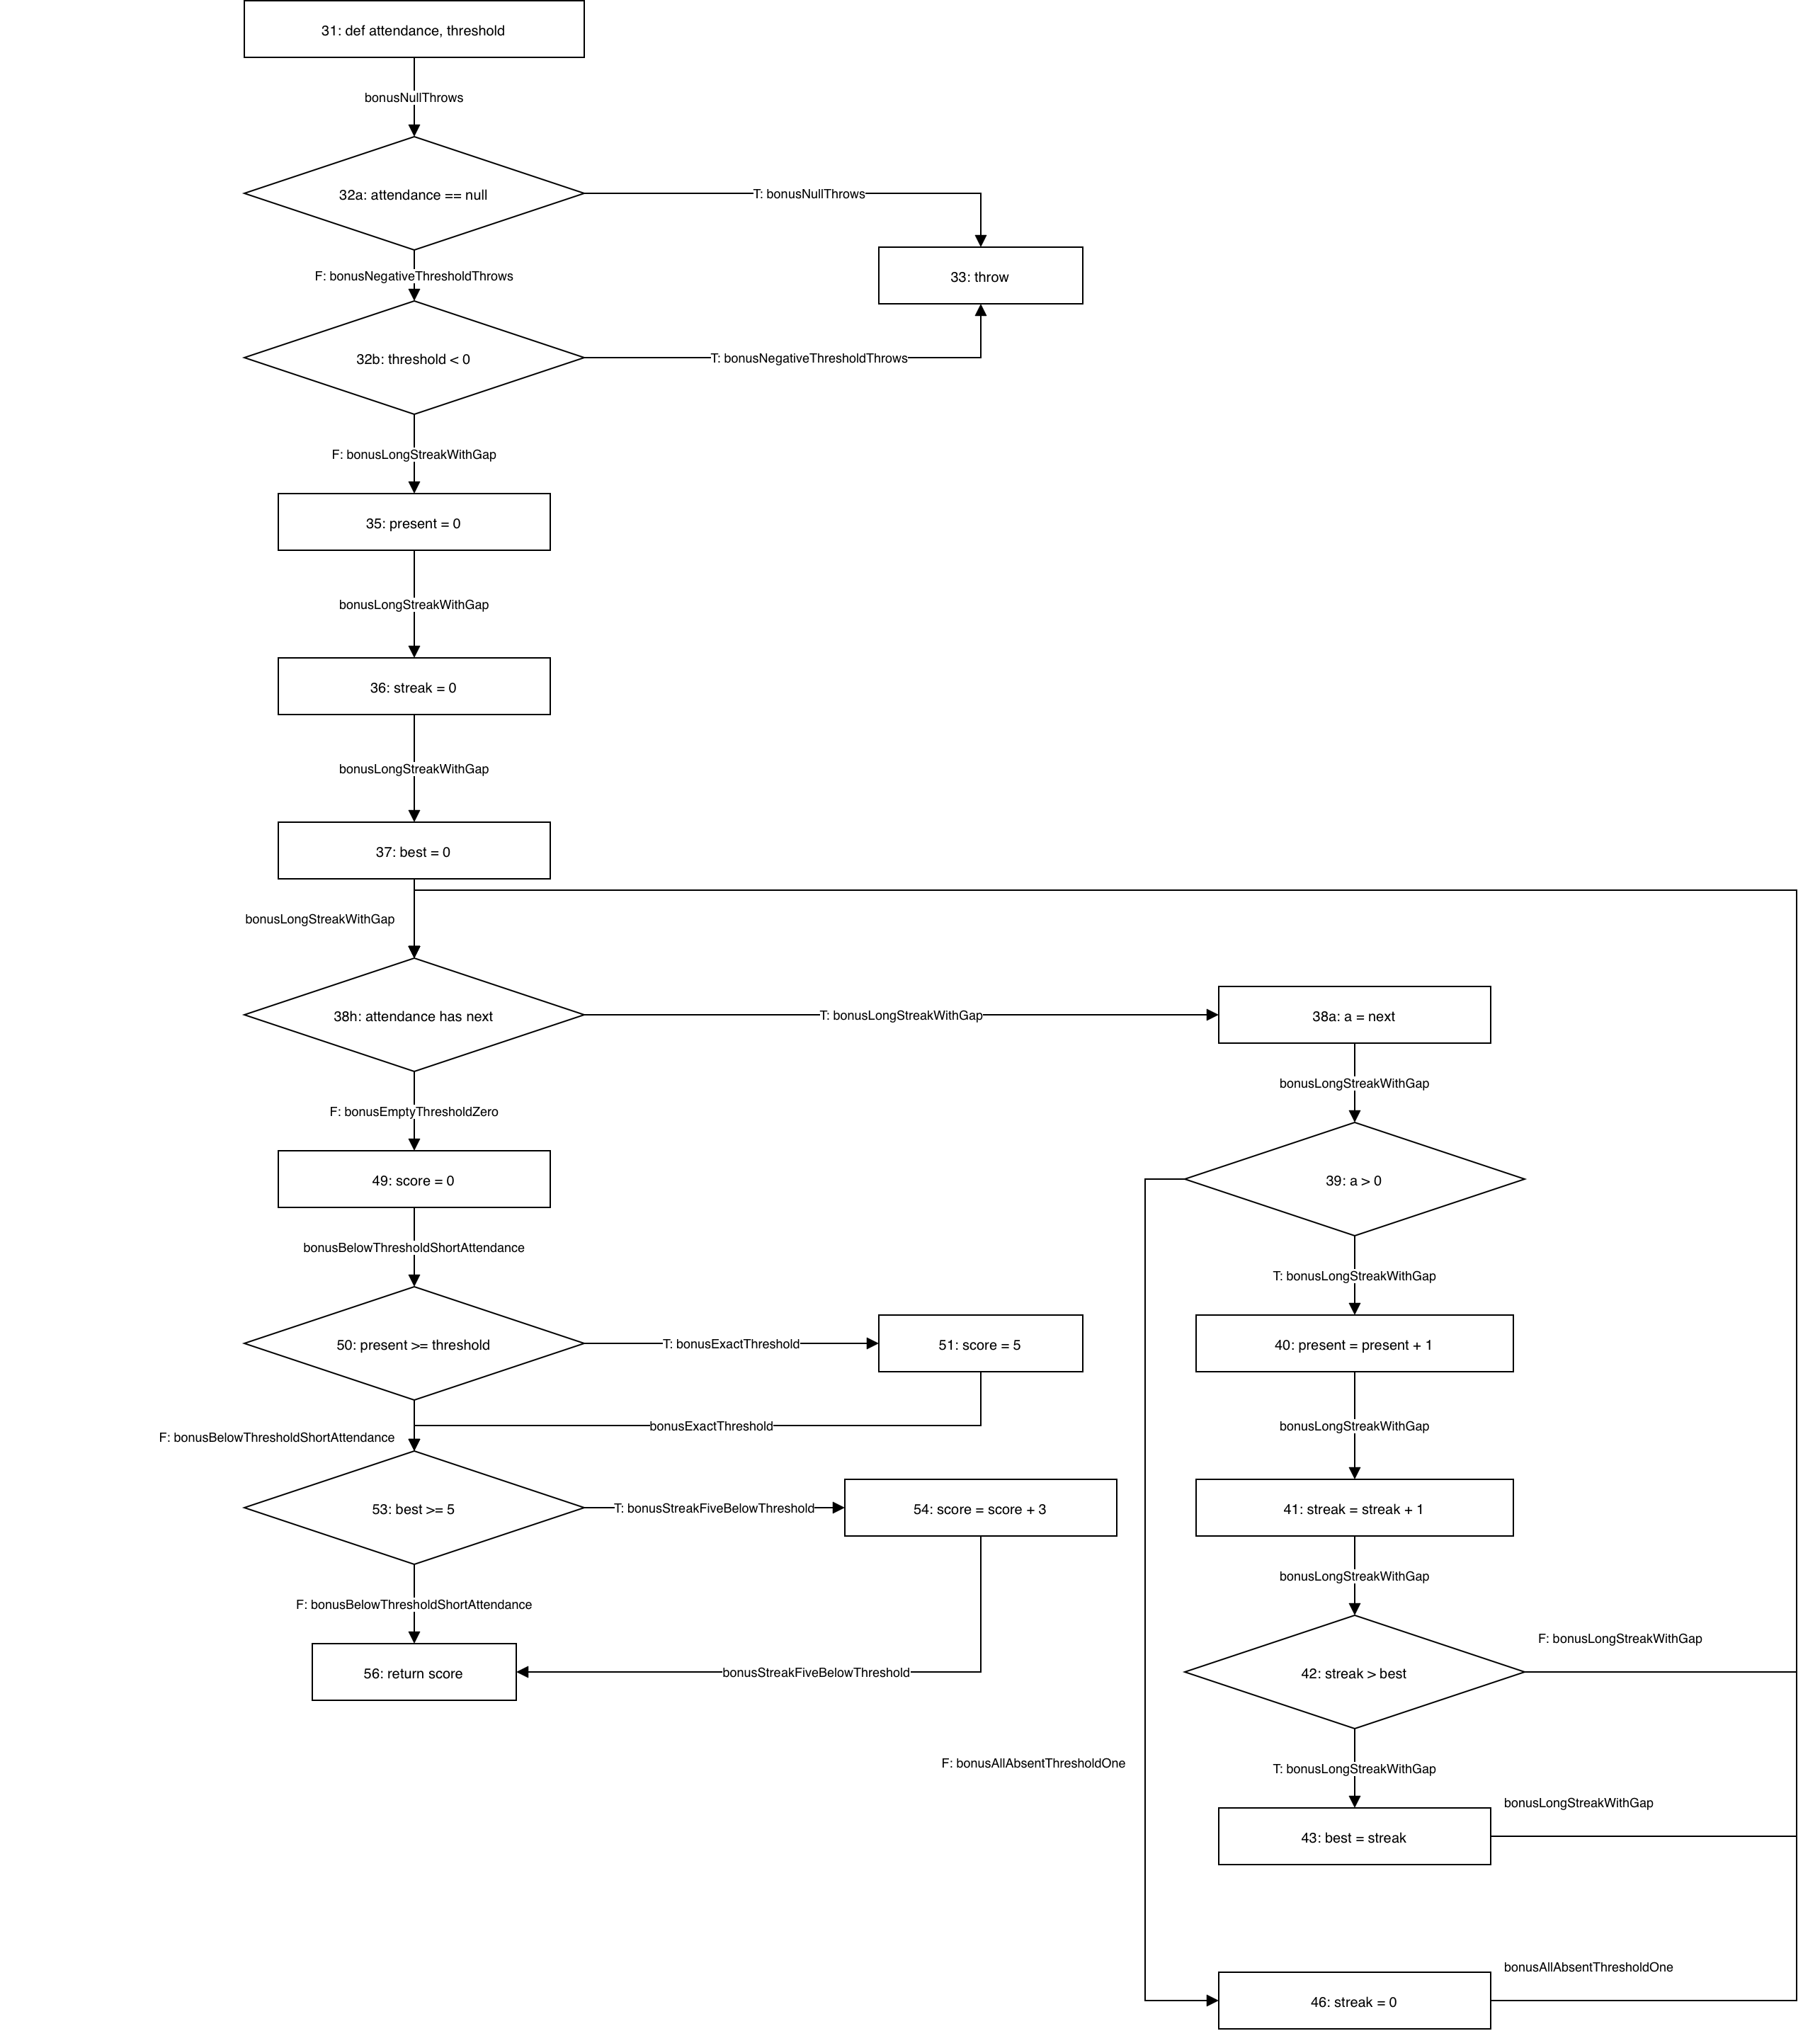 31: def attendance, threshold
bonusNullThrows
32a: attendance == null
T: bonusNullThrows
F: bonusNegativeThresholdThrows
33: throw
32b: threshold < 0
T: bonusNegativeThresholdThrows
F: bonusLongStreakWithGap
35: present = 0
bonusLongStreakWithGap
36: streak = 0
bonusLongStreakWithGap
37: best = 0
bonusLongStreakWithGap
38h: attendance has next
T: bonusLongStreakWithGap
38a: a = next
bonusLongStreakWithGap
F: bonusEmptyThresholdZero
49: score = 0
39: a > 0
bonusBelowThresholdShortAttendance
T: bonusLongStreakWithGap
50: present >= threshold
T: bonusExactThreshold
51: score = 5
40: present = present + 1
bonusExactThreshold
bonusLongStreakWithGap
F: bonusBelowThresholdShortAttendance
53: best >= 5
T: bonusStreakFiveBelowThreshold
54: score = score + 3
41: streak = streak + 1
bonusLongStreakWithGap
F: bonusBelowThresholdShortAttendance
F: bonusLongStreakWithGap
56: return score
bonusStreakFiveBelowThreshold
42: streak > best
F: bonusAllAbsentThresholdOne
T: bonusLongStreakWithGap
bonusLongStreakWithGap
43: best = streak
bonusAllAbsentThresholdOne
46: streak = 0